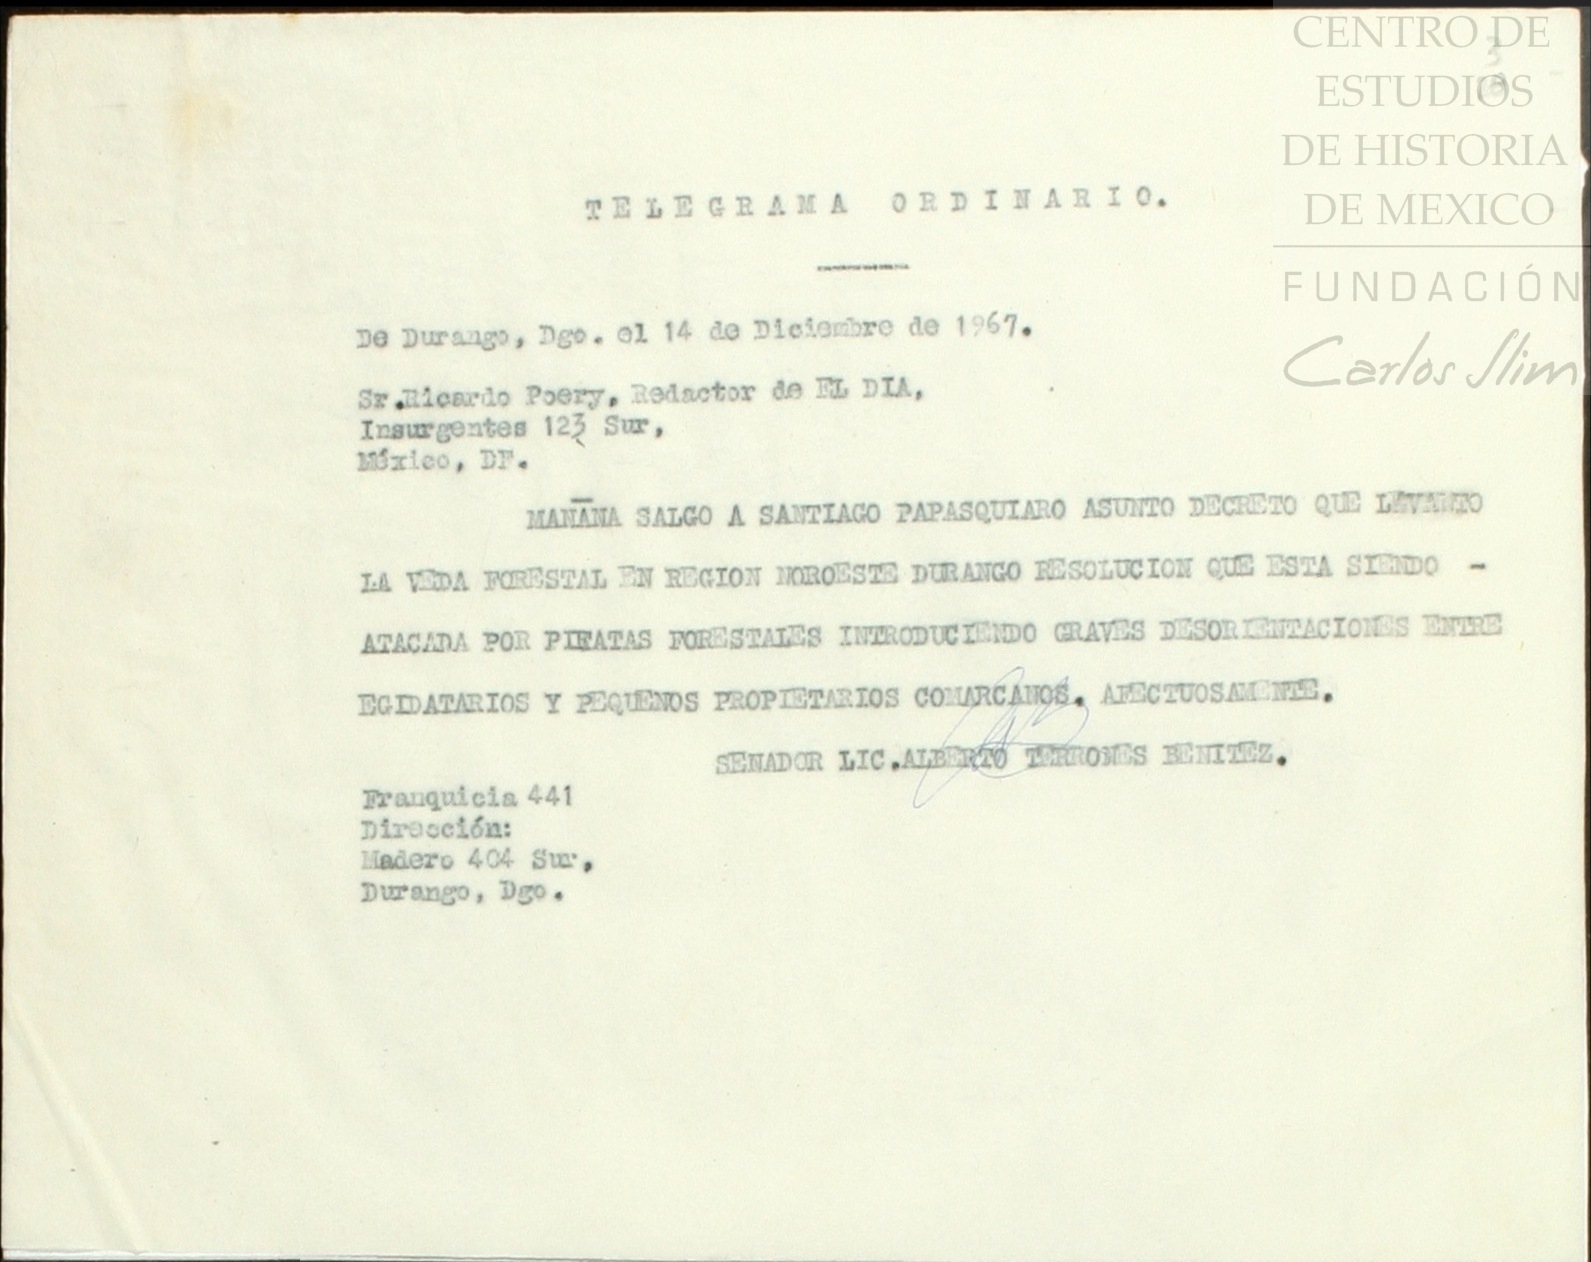 CENTRO DE
ESTUDIOS
DE HISTORIA
DE MEXICO
FUNDACIÓN
Carlos Slim
3
TELEGRAMA ORDINARIO.
De Durango, Dgo. el 14 de Diciembre de 1967.
Sr.Ricardo Poery, Redactor de EL DIA,
Insurgentes 123 Sur,
México, DF.
MAÑANA SALGO A SANTIAGO PAPASQUIARO ASUNTO DECRETO QUE LEVANTO
LA VEDA FORESTAL EN REGION NOROESTE DURANGO RESOLUCION QUE ESTA SIENDO -
ATACADA POR PIRATAS FORESTALES INTRODUCIENDO GRAVES DESORIENTACIONES ENTRE
EGIDATARIOS Y PEQUENOS PROPIETARIOS COMARCANOS. AFECTUOSAMENTE.
SENADOR LIC.ALBERTO TERRONES BENITEZ.
Franquicia 441
Dirección:
Madero 404 Sur,
Durango, Dgo.